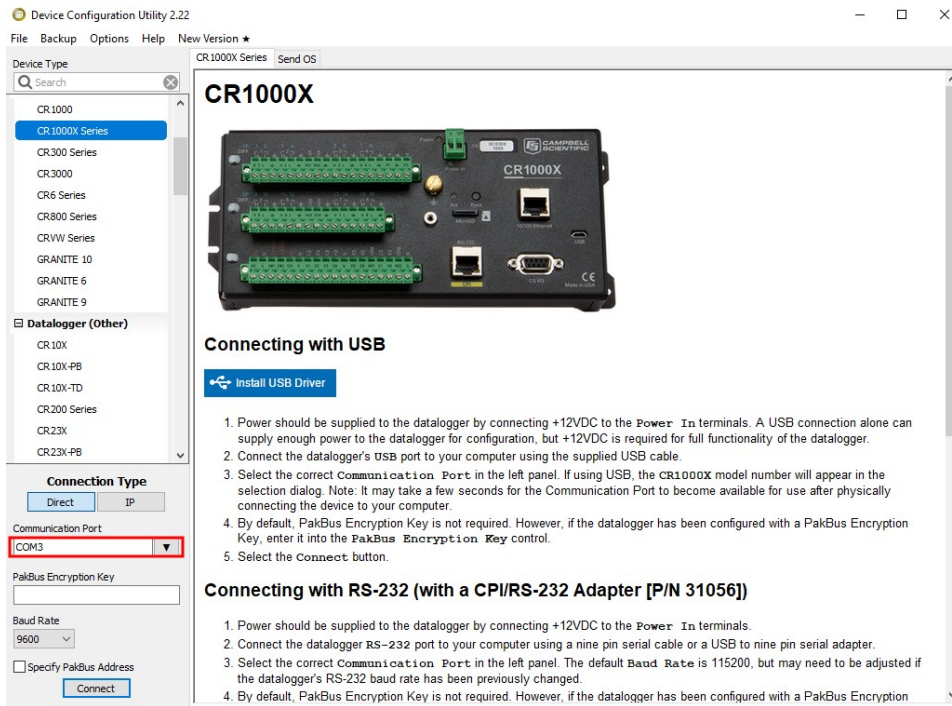 Device Configuration Utility 2.22
File Backup Options Help New Version ★
Device Type
Search
CR1000
CR1000X Series
CR300 Series
CR3000
CR6 Series
CR800 Series
CRVW Series
GRANITE 10
GRANITE 6
GRANITE 9
Datalogger (Other)
CR10X
CR10X-PB
CR10X-TD
CR200 Series
CR23X
CR23X-PB
Connection Type
Direct IP
Communication Port
COM3
PakBus Encryption Key
Baud Rate
9600
Specify PakBus Address
Connect
CR1000X Series Send OS
CR1000X
CAMPBELL
SCIENTIFIC
CR1000X
Power In
MicroSD
10/100 Ethernet
USB
RS-232
CPI
CS I/O
CE
Made in USA
Connecting with USB
Install USB Driver
1. Power should be supplied to the datalogger by connecting +12VDC to the Power In terminals. A USB connection alone can
supply enough power to the datalogger for configuration, but +12VDC is required for full functionality of the datalogger.
2. Connect the datalogger's USB port to your computer using the supplied USB cable.
3. Select the correct Communication Port in the left panel. If using USB, the CR1000X model number will appear in the
selection dialog. Note: It may take a few seconds for the Communication Port to become available for use after physically
connecting the device to your computer.
4. By default, PakBus Encryption Key is not required. However, if the datalogger has been configured with a PakBus Encryption
Key, enter it into the PakBus Encryption Key control.
5. Select the Connect button.
Connecting with RS-232 (with a CPI/RS-232 Adapter [P/N 31056])
1. Power should be supplied to the datalogger by connecting +12VDC to the Power In terminals.
2. Connect the datalogger RS-232 port to your computer using a nine pin serial cable or a USB to nine pin serial adapter.
3. Select the correct Communication Port in the left panel. The default Baud Rate is 115200, but may need to be adjusted if
the datalogger's RS-232 baud rate has been previously changed.
4. By default, PakBus Encryption Key is not required. However, if the datalogger has been configured with a PakBus Encryption